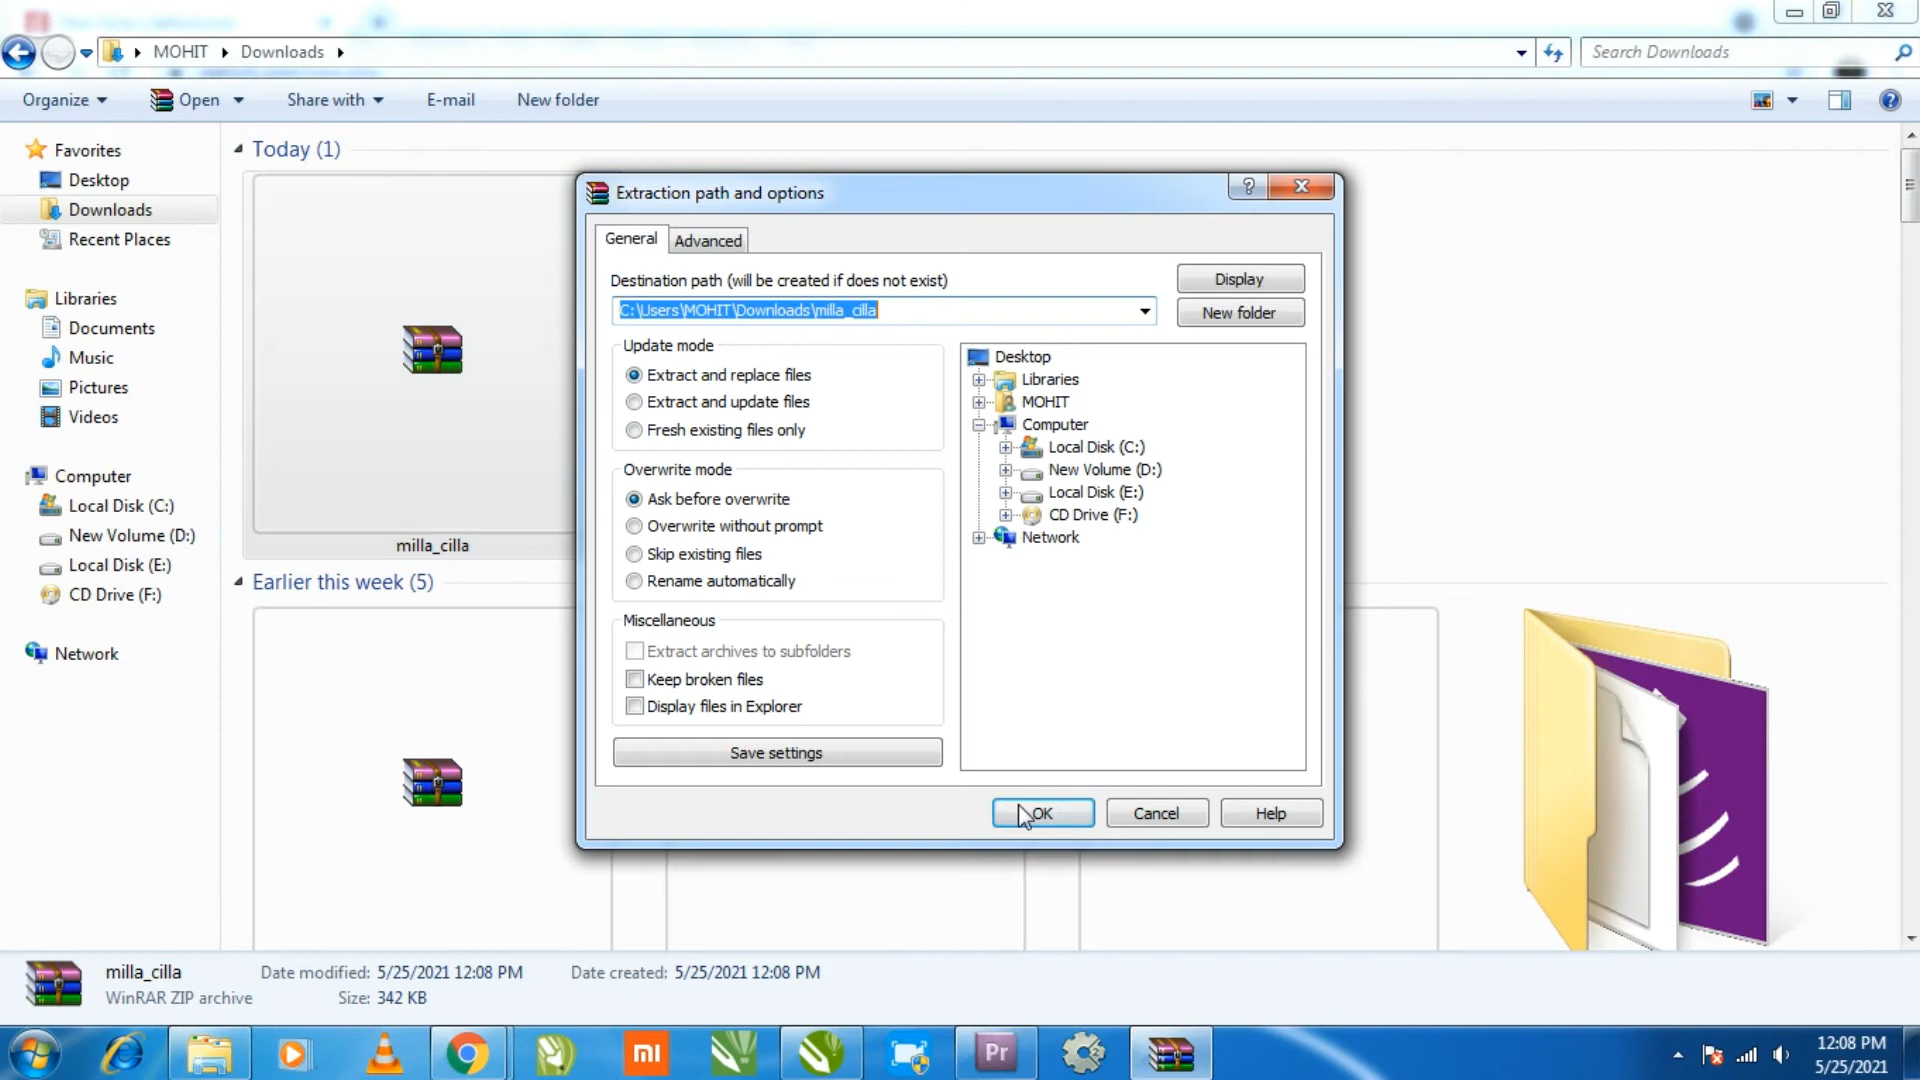 MOHIT Downloads
Search Downloads
Organize Open Share with E-mail New folder
Favorites
Desktop
Downloads
Recent Places
Libraries
Documents
Music
Pictures
Videos
Computer
Local Disk (C:)
New Volume (D:)
Local Disk (E:)
CD Drive (F:)
Network
Today (1)
milla_cilla
Earlier this week (5)
Extraction path and options
?
General Advanced
Destination path (will be created if does not exist)
C:\Users\MOHIT\Downloads\milla_cilla
Display
New folder
Update mode
Extract and replace files
Extract and update files
Fresh existing files only
Overwrite mode
Ask before overwrite
Overwrite without prompt
Skip existing files
Rename automatically
Miscellaneous
Extract archives to subfolders
Keep broken files
Display files in Explorer
Save settings
Desktop
Libraries
MOHIT
Computer
Local Disk (C:)
New Volume (D:)
Local Disk (E:)
CD Drive (F:)
Network
OK Cancel Help
milla_cilla Date modified: 5/25/2021 12:08 PM Date created: 5/25/2021 12:08 PM
WinRAR ZIP archive Size: 342 KB
mi
Pr
12:08 PM
5/25/2021